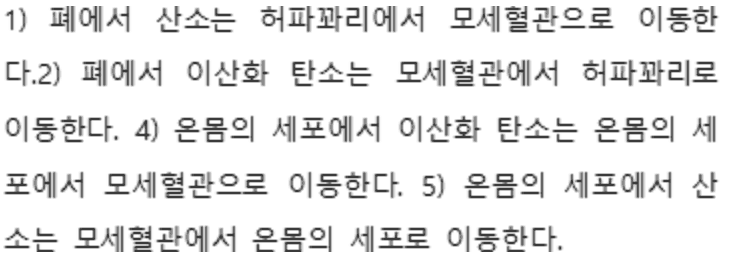 1) 폐에서 산소는 허파꽈리에서 모세혈관으로 이동한
다.2) 폐에서 이산화 탄소는 모세혈관에서 허파꽈리로
이동한다. 4) 온몸의 세포에서 이산화 탄소는 온몸의 세
포에서 모세혈관으로 이동한다. 5) 온몸의 세포에서 산
소는 모세혈관에서 온몸의 세포로 이동한다.